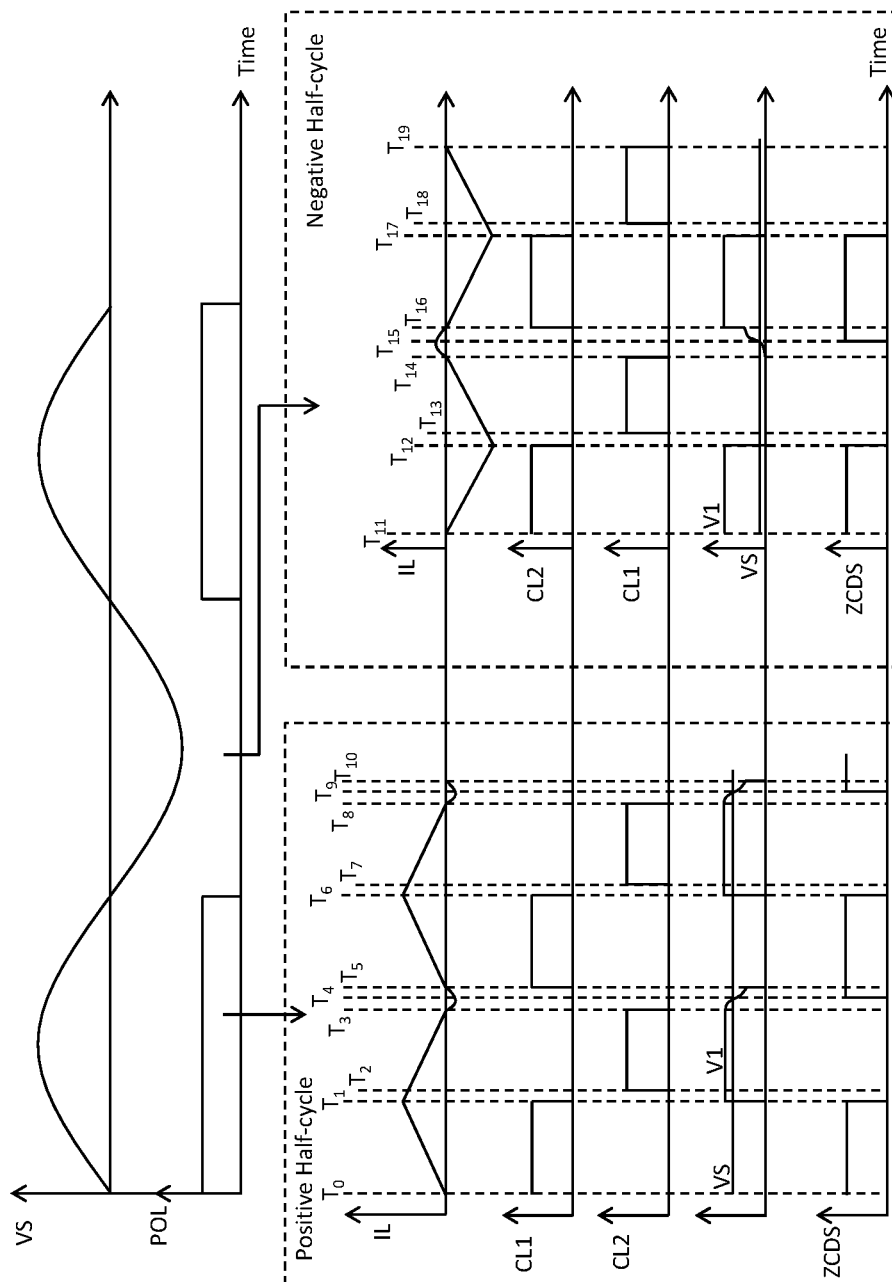 VS
POL
Time
Positive Half-cycle
T0
T1
T2
T3
T4
T5
T6
T7
T8
T9
T10
IL
CL1
CL2
VS
V1
ZCDS
Negative Half-cycle
T11
T12
T13
T14
T15
T16
T17
T18
T19
IL
CL2
CL1
VS
V1
ZCDS
Time